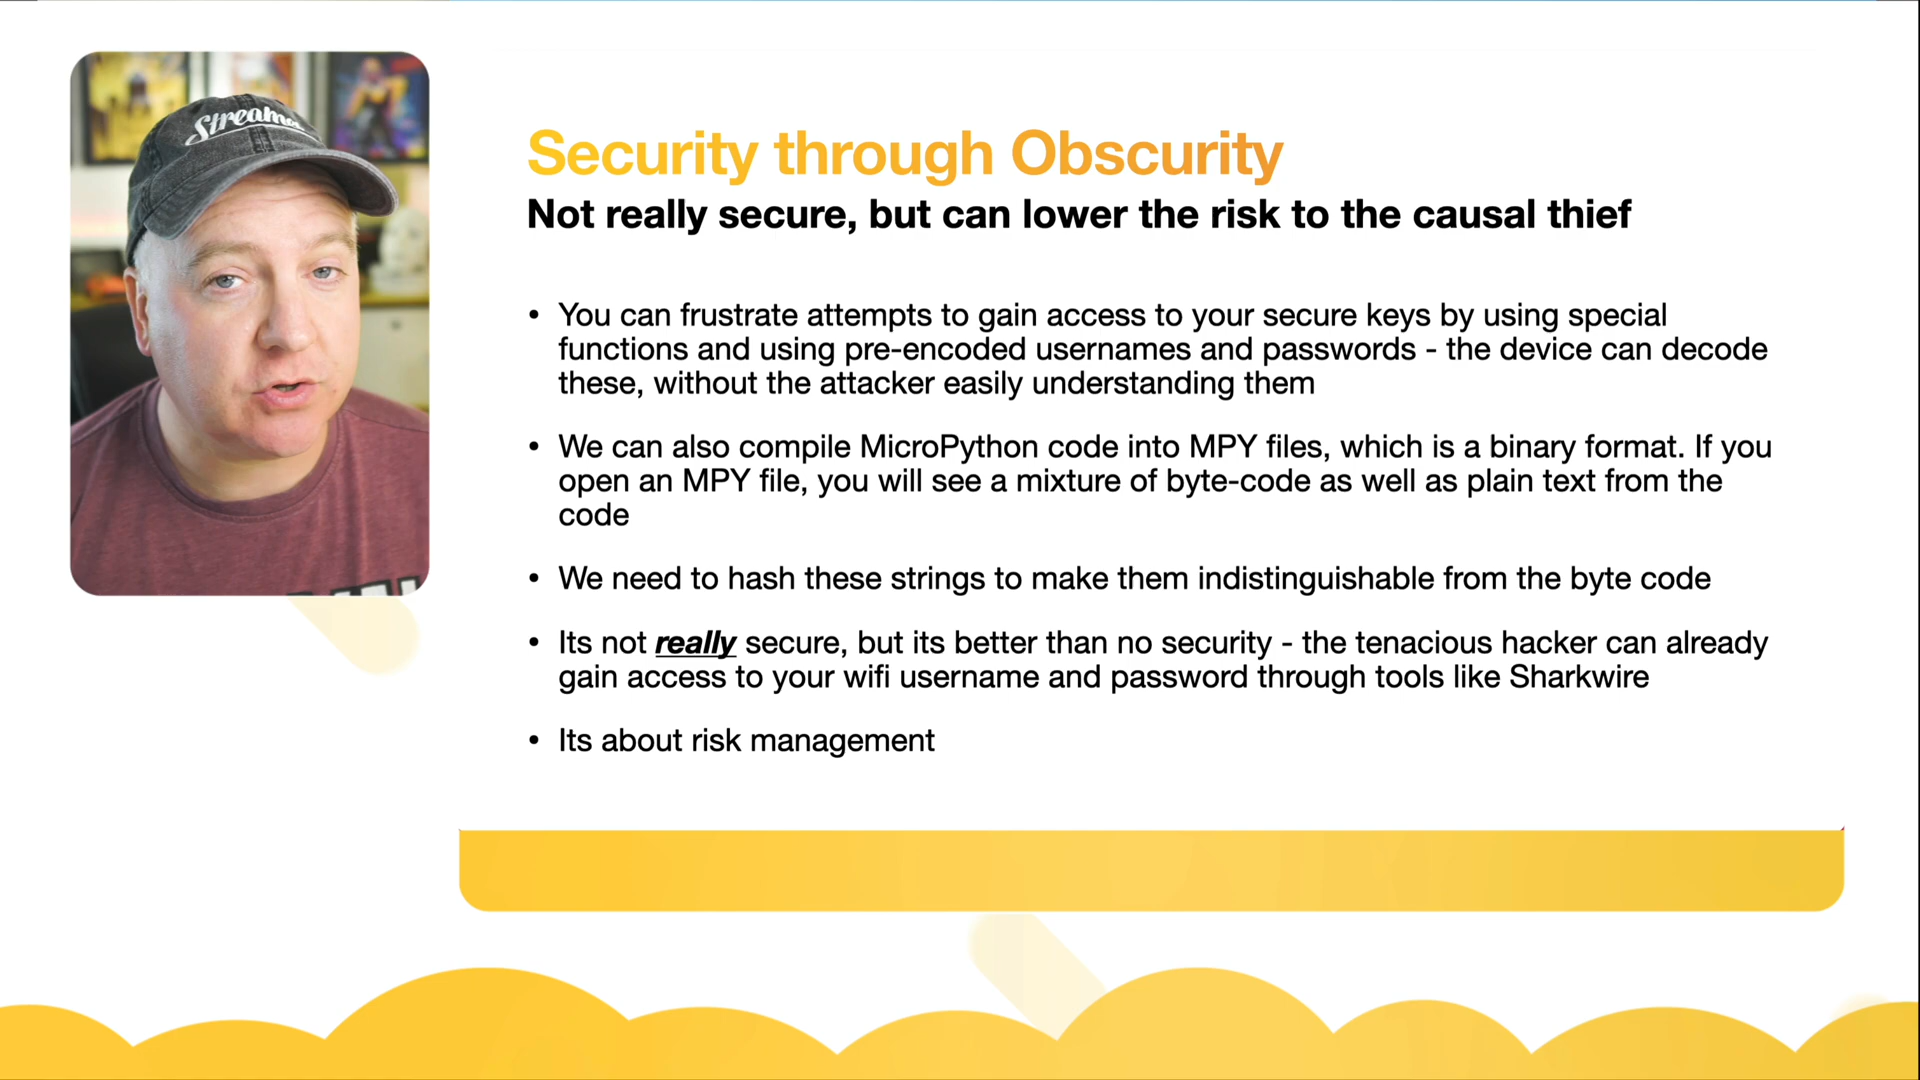 Stream
Security through Obscurity
Not really secure, but can lower the risk to the causal thief
• You can frustrate attempts to gain access to your secure keys by using special
functions and using pre-encoded usernames and passwords - the device can decode
these, without the attacker easily understanding them
• We can also compile MicroPython code into MPY files, which is a binary format. If you
open an MPY file, you will see a mixture of byte-code as well as plain text from the
code
• We need to hash these strings to make them indistinguishable from the byte code
• Its not really secure, but its better than no security - the tenacious hacker can already
gain access to your wifi username and password through tools like Sharkwire
• Its about risk management